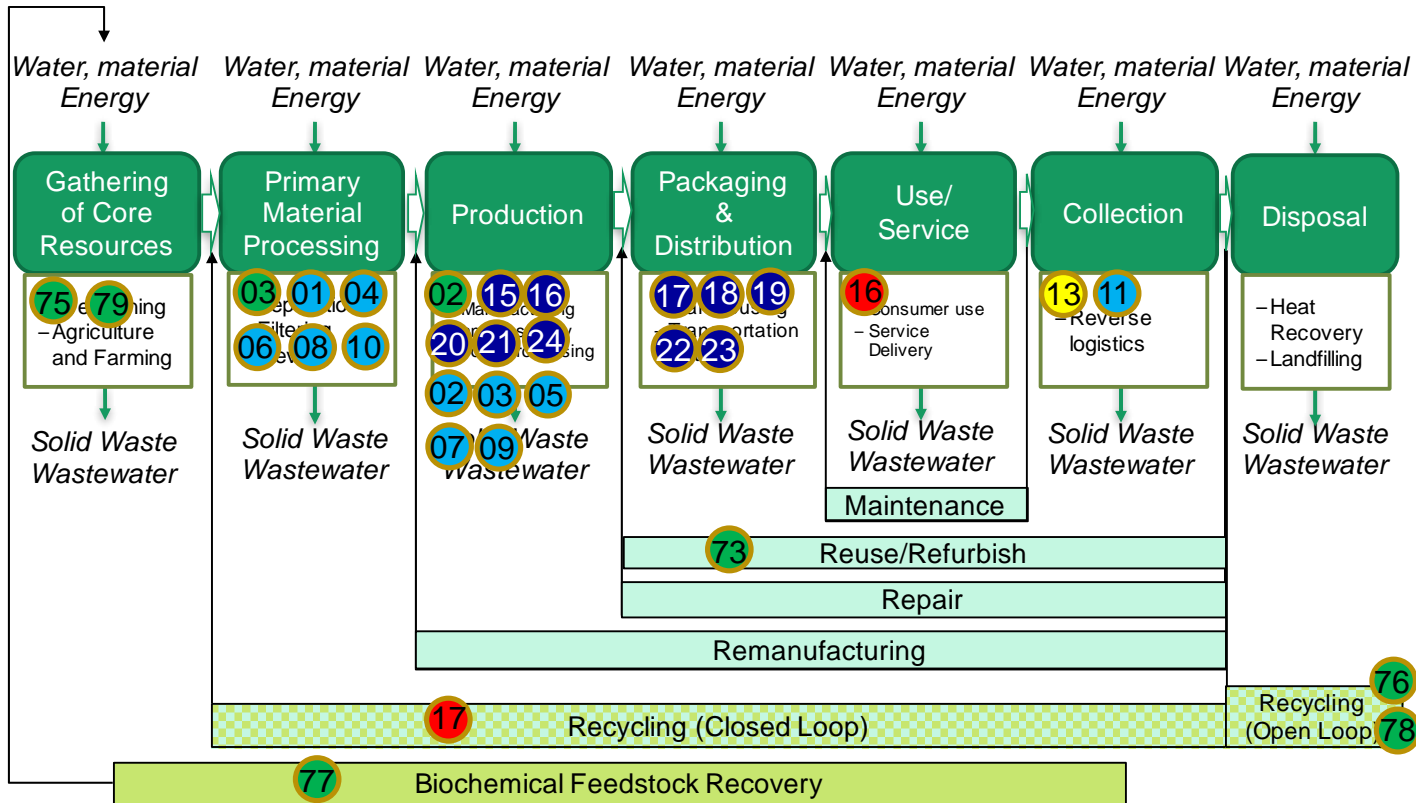 Water, material
Energy
Water, material
Energy
Water, material
Energy
Water, material
Energy
Water, material
Energy
Water, material
Energy
Water, material
Energy
Gathering
of Core
Resources
Primary
Material
Processing
Production
Packaging
&
Distribution
Use/
Service
Collection
Disposal
75 79
– Agriculture
and Farming
03 01 04
06 08 10
02 15 16
20 21 24
02 03 05
07 09
17 18 19
Transportation
22 23
16
Consumer use
– Service
Delivery
13 11
– Reverse
logistics
– Heat
Recovery
– Landfilling
Solid Waste
Wastewater
Solid Waste
Wastewater
Solid Waste
Wastewater
Solid Waste
Wastewater
Solid Waste
Wastewater
Solid Waste
Wastewater
Solid Waste
Wastewater
Maintenance
73
Reuse/Refurbish
Repair
Remanufacturing
17
Recycling (Closed Loop)
76
Recycling
(Open Loop)
78
77
Biochemical Feedstock Recovery